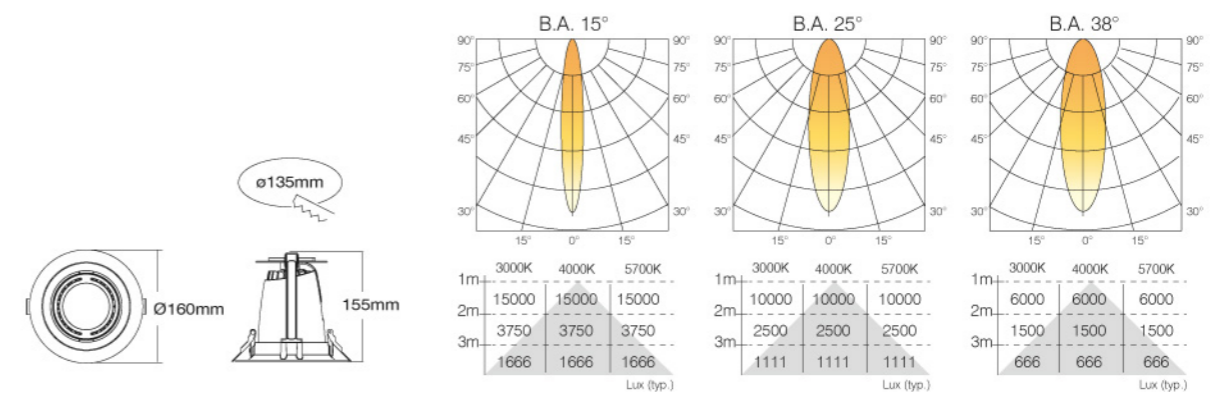 B.A. 15°
90°
90°
75°
75°
60°
60°
45°
45°
30°
30°
15°
0°
15°
3000K 4000K 5700K
1m
15000 15000 15000
2m
3750 3750 3750
3m
1666 1666 1666
Lux (typ.)
B.A. 25°
90°
90°
75°
75°
60°
60°
45°
45°
30°
30°
15°
0°
15°
3000K 4000K 5700K
1m
10000 10000 10000
2m
2500 2500 2500
3m
1111 1111 1111
Lux (typ.)
B.A. 38°
90°
90°
75°
75°
60°
60°
45°
45°
30°
30°
15°
0°
15°
3000K 4000K 5700K
1m
6000 6000 6000
2m
1500 1500 1500
3m
666 666 666
Lux (typ.)
ø135mm
Ø160mm
155mm